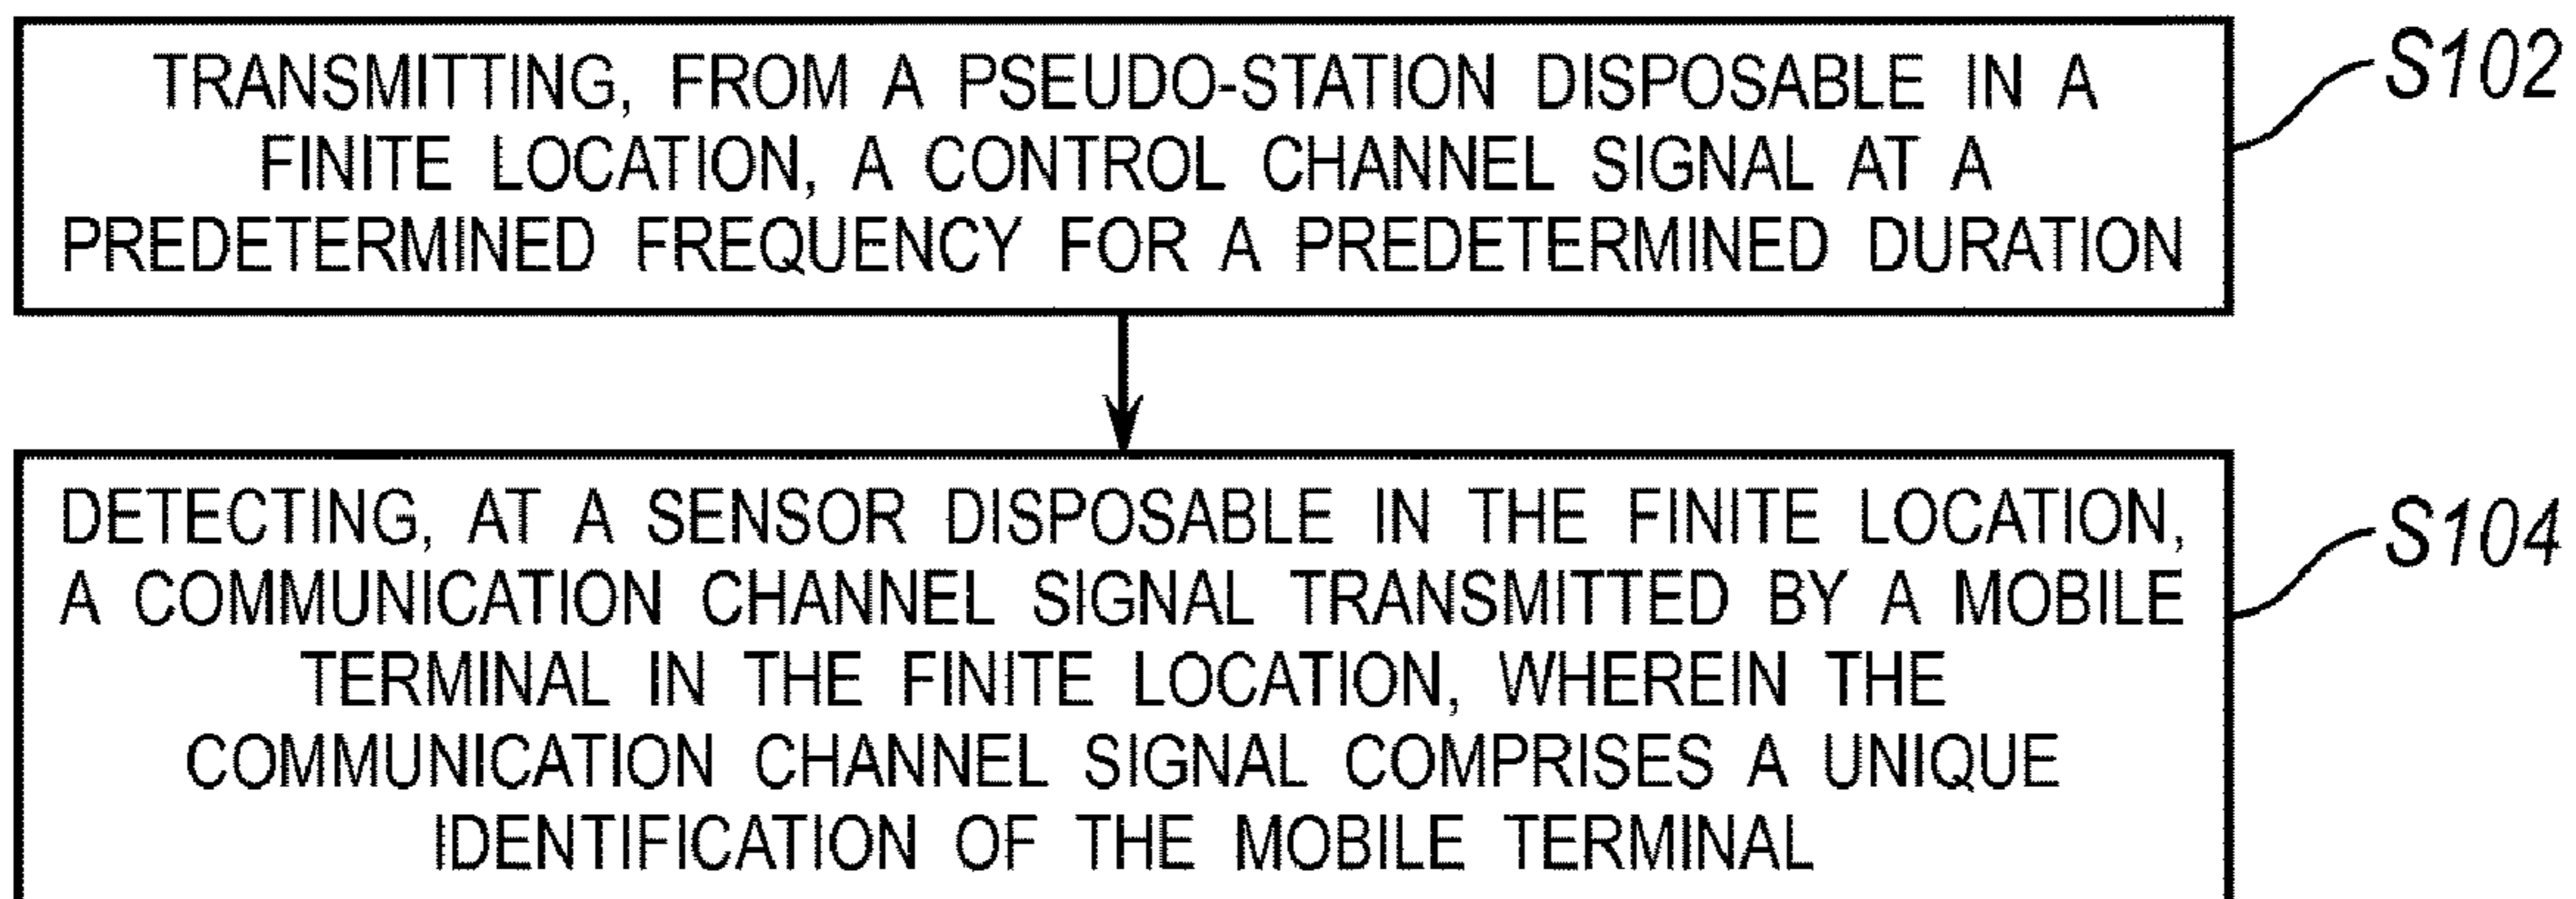 TRANSMITTING, FROM A PSEUDO-STATION DISPOSABLE IN A
FINITE LOCATION, A CONTROL CHANNEL SIGNAL AT A
PREDETERMINED FREQUENCY FOR A PREDETERMINED DURATION
S102
DETECTING, AT A SENSOR DISPOSABLE IN THE FINITE LOCATION,
A COMMUNICATION CHANNEL SIGNAL TRANSMITTED BY A MOBILE
TERMINAL IN THE FINITE LOCATION, WHEREIN THE
COMMUNICATION CHANNEL SIGNAL COMPRISES A UNIQUE
IDENTIFICATION OF THE MOBILE TERMINAL
S104